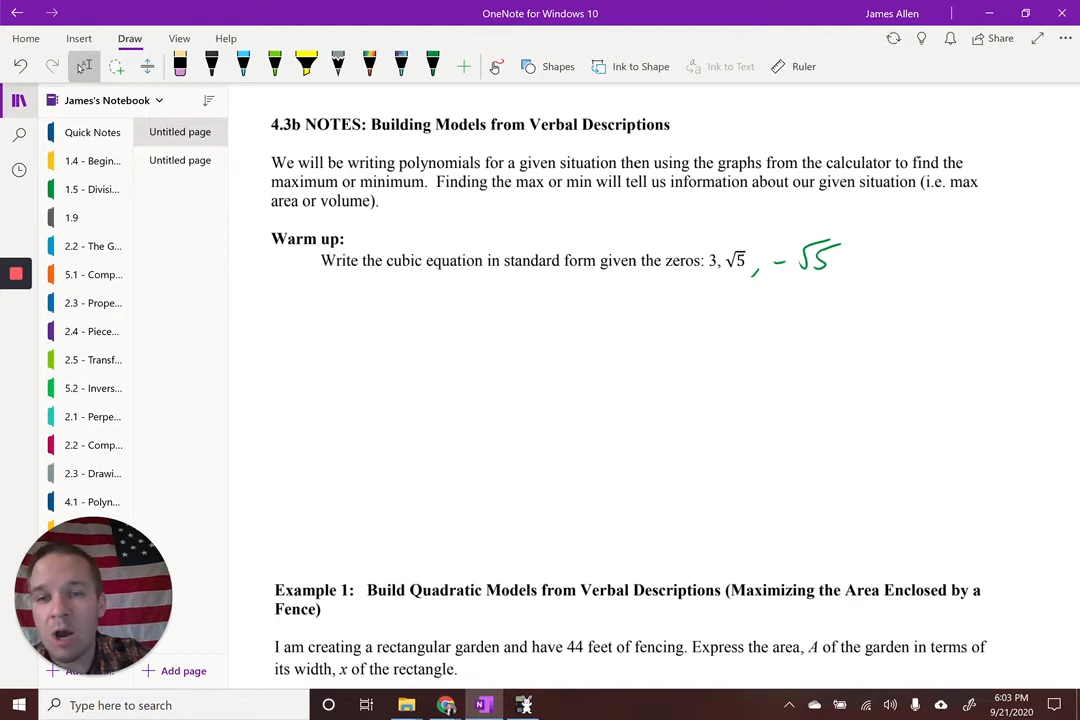 OneNote for Windows 10
James Allen
Home Insert Draw View Help
Share
Shapes Ink to Shape Ink to Text Ruler
James's Notebook
Quick Notes
1.4 - Begin...
1.5 - Divisi...
1.9
2.2 - The G...
5.1 - Comp...
2.3 - Prope...
2.4 - Piece...
2.5 - Transf...
5.2 - Invers...
2.1 - Perpe...
2.2 - Comp...
2.3 - Drawi...
4.1 - Polyn...
Untitled page
Untitled page
Add page
4.3b NOTES: Building Models from Verbal Descriptions
We will be writing polynomials for a given situation then using the graphs from the calculator to find the
maximum or minimum. Finding the max or min will tell us information about our given situation (i.e. max
area or volume).
Warm up:
Write the cubic equation in standard form given the zeros: 3, √5 , - √5
Example 1: Build Quadratic Models from Verbal Descriptions (Maximizing the Area Enclosed by a
Fence)
I am creating a rectangular garden and have 44 feet of fencing. Express the area, A of the garden in terms of
its width, x of the rectangle.
Type here to search
6:03 PM
9/21/2020